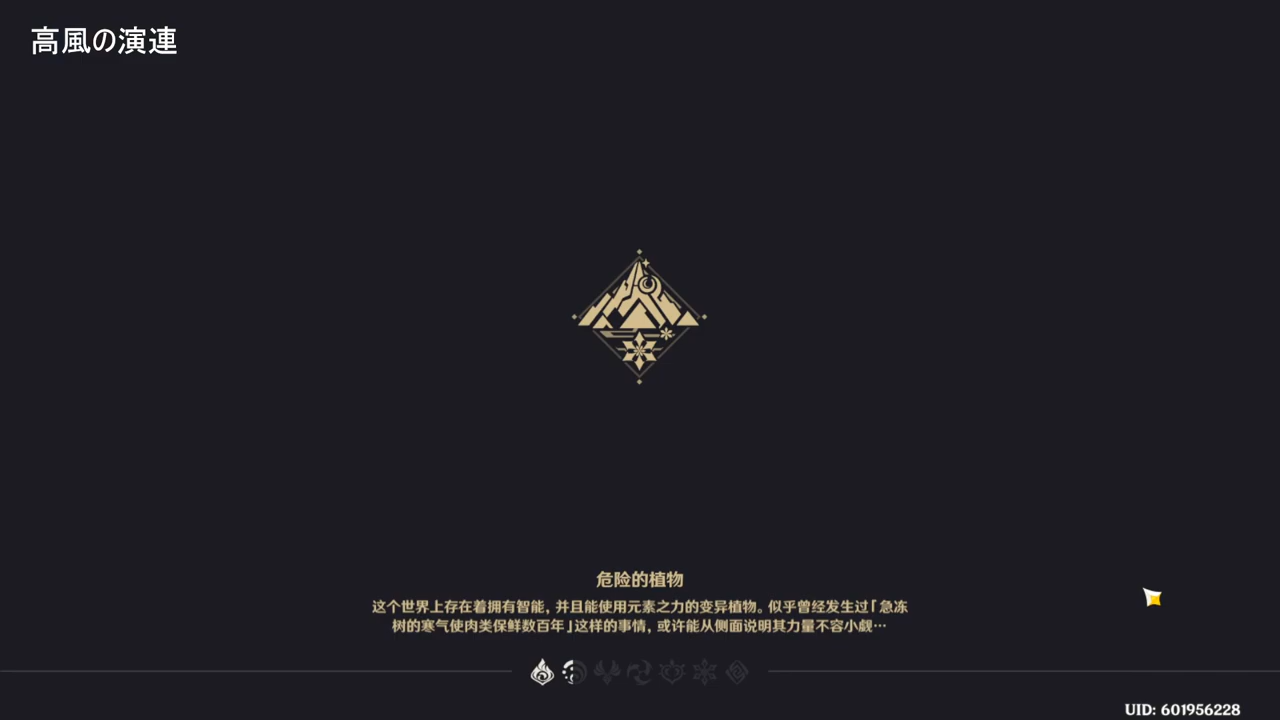 高風の演連
危险的植物
这个世界上存在着拥有智能，并且能使用元素之力的变异植物。似乎曾经发生过「急冻
树的寒气使肉类保鲜数百年」这样的事情，或许能从侧面说明其力量不容小觑…
UID: 601956228